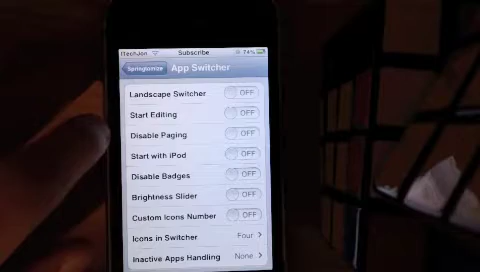 iTechJon Subscribe 74%
Springtomize App Switcher
Landscape Switcher OFF
Start Editing OFF
Disable Paging OFF
Start with iPod OFF
Disable Badges OFF
Brightness Slider OFF
Custom Icons Number OFF
Icons in Switcher Four
Inactive Apps Handling None